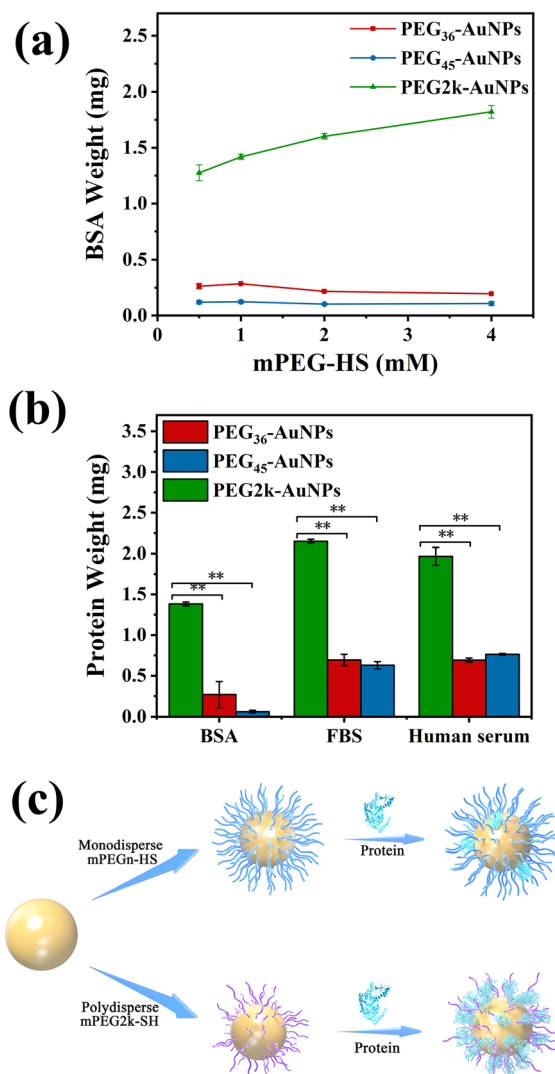 (a)
PEG₃₆-AuNPs
PEG₄₅-AuNPs
PEG2k-AuNPs
BSA Weight (mg)
2.5
2.0
1.5
1.0
0.5
0.0
1
2
3
4
mPEG-HS (mM)
(b)
PEG₃₆-AuNPs
PEG₄₅-AuNPs
PEG2k-AuNPs
Protein Weight (mg)
3.5
3.0
2.5
2.0
1.5
1.0
0.5
0.0
**
**
**
**
**
**
BSA
FBS
Human serum
(c)
Monodisperse
mPEGn-HS
Protein
Polydisperse
mPEG2k-SH
Protein